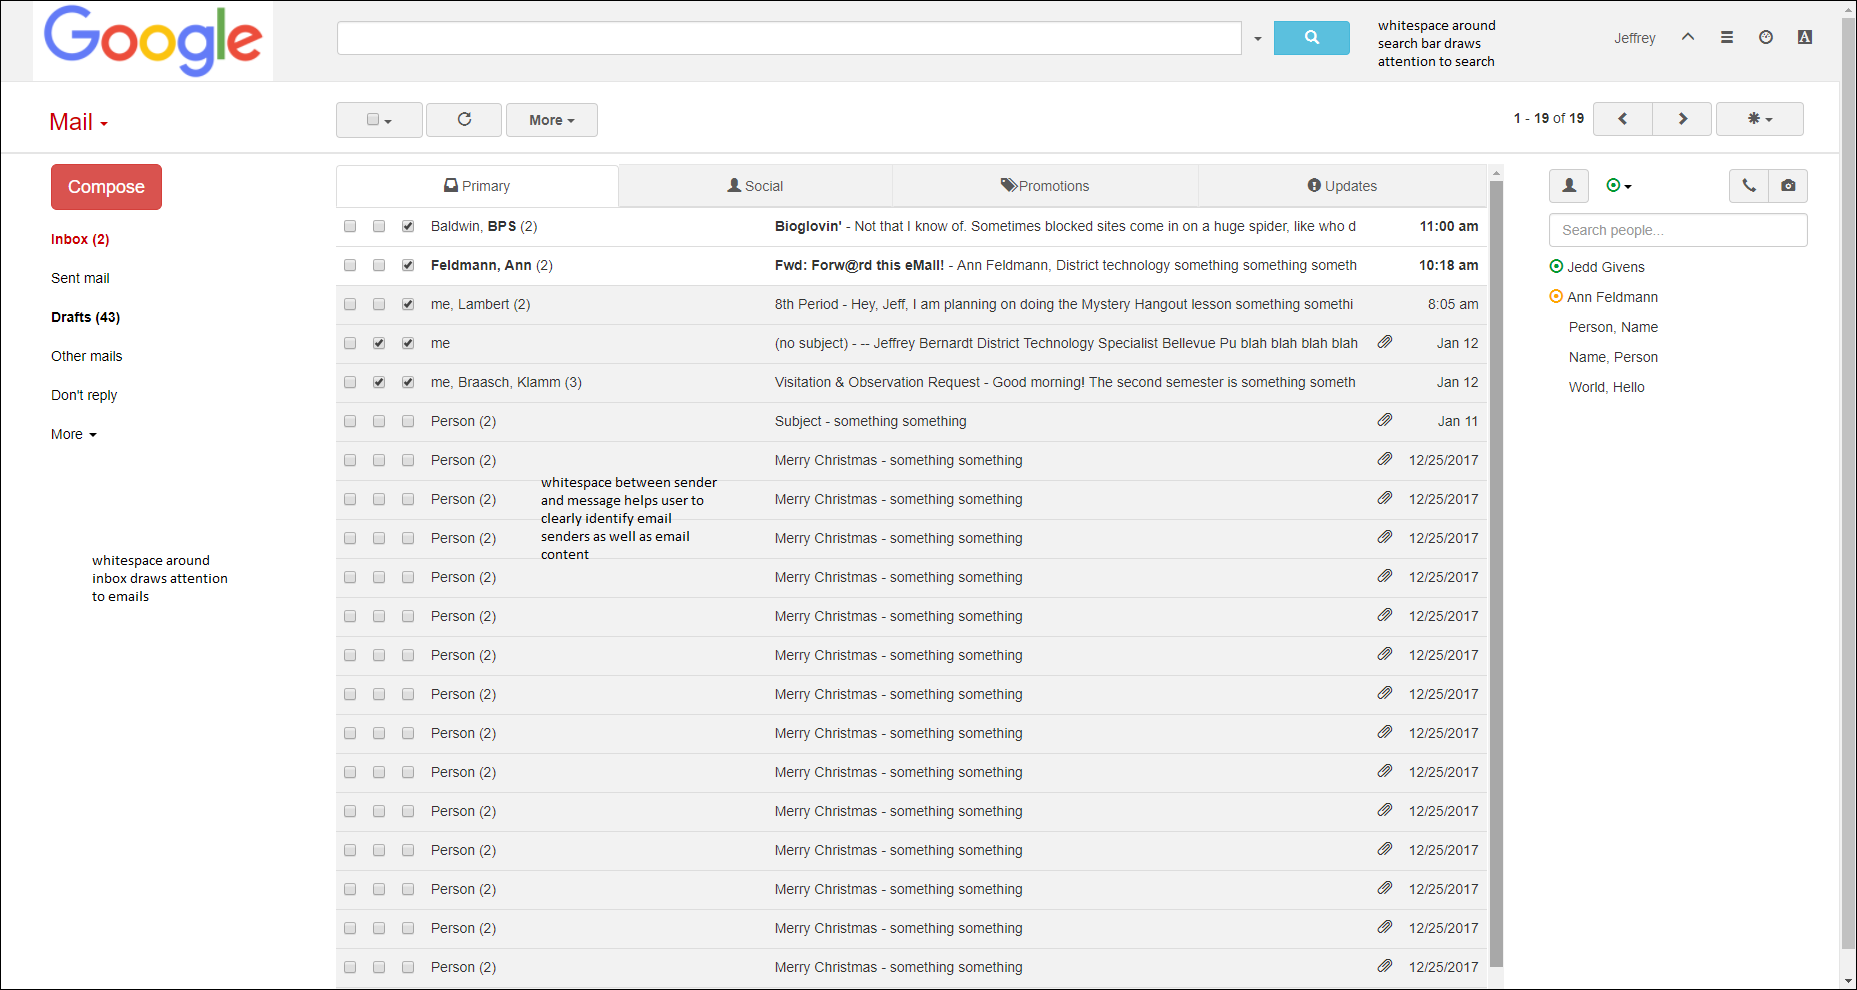 Google
whitespace around
search bar draws
attention to search
Jeffrey
Mail
More
1 - 19 of 19
Compose
Inbox (2)
Sent mail
Drafts (43)
Other mails
Don't reply
More
whitespace around
inbox draws attention
to emails
Primary Social Promotions Updates
Baldwin, BPS (2) Bioglovin' - Not that I know of. Sometimes blocked sites come in on a huge spider, like who d 11:00 am
Feldmann, Ann (2) Fwd: Forw@rd this eMall! - Ann Feldmann, District technology something something someth 10:18 am
me, Lambert (2) 8th Period - Hey, Jeff, I am planning on doing the Mystery Hangout lesson something somethi 8:05 am
me (no subject) - -- Jeffrey Bernardt District Technology Specialist Bellevue Pu blah blah blah blah Jan 12
me, Braasch, Klamm (3) Visitation & Observation Request - Good morning! The second semester is something someth Jan 12
Person (2) Subject - something something Jan 11
Person (2) Merry Christmas - something something 12/25/2017
Person (2) Merry Christmas - something something 12/25/2017
Person (2) Merry Christmas - something something 12/25/2017
Person (2) Merry Christmas - something something 12/25/2017
Person (2) Merry Christmas - something something 12/25/2017
Person (2) Merry Christmas - something something 12/25/2017
Person (2) Merry Christmas - something something 12/25/2017
Person (2) Merry Christmas - something something 12/25/2017
Person (2) Merry Christmas - something something 12/25/2017
Person (2) Merry Christmas - something something 12/25/2017
Person (2) Merry Christmas - something something 12/25/2017
Person (2) Merry Christmas - something something 12/25/2017
Person (2) Merry Christmas - something something 12/25/2017
Person (2) Merry Christmas - something something 12/25/2017
whitespace between sender
and message helps user to
clearly identify email
senders as well as email
content
Search people...
Jedd Givens
Ann Feldmann
Person, Name
Name, Person
World, Hello